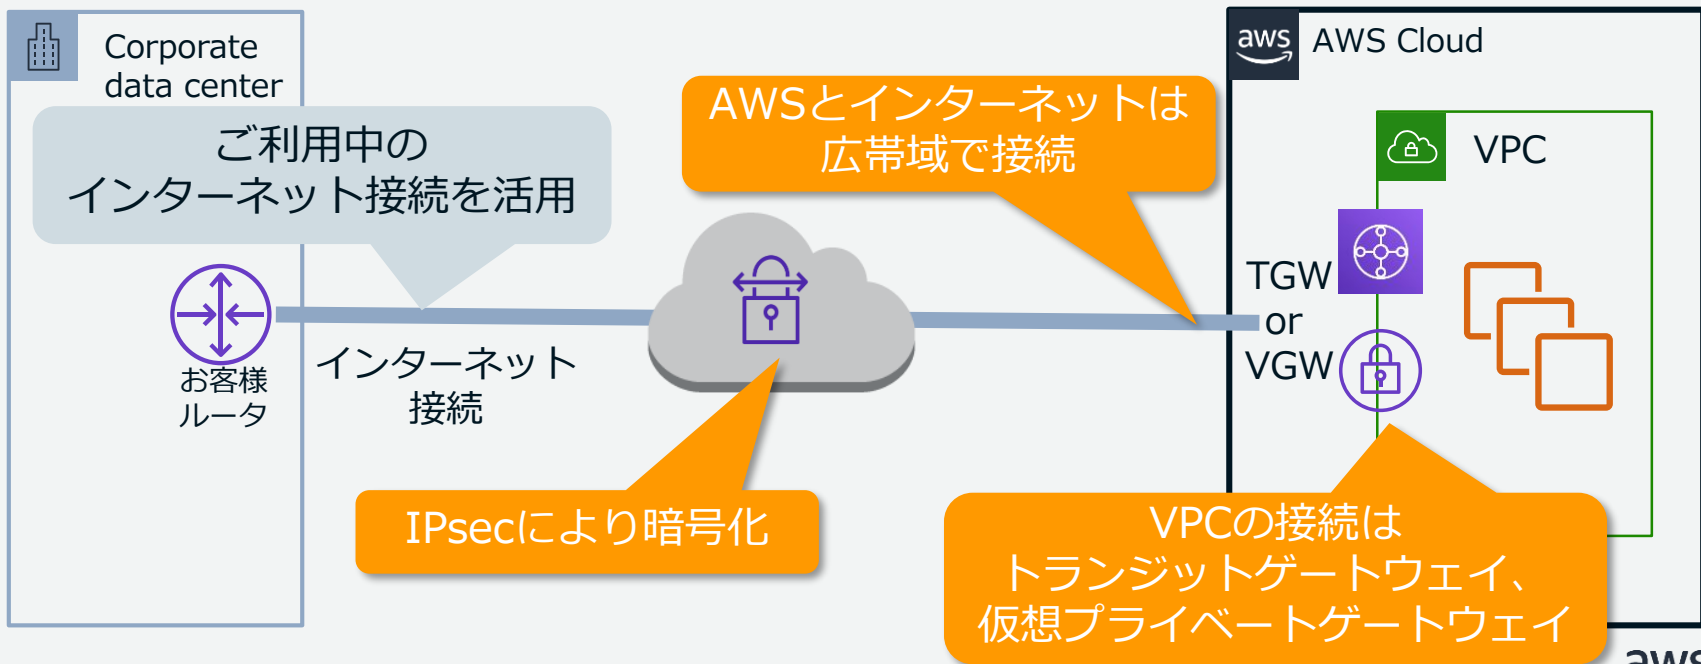 Corporate
data center
ご利用中の
インターネット接続を活用
お客様
ルータ
インターネット
接続
IPsecにより暗号化
AWSとインターネットは
広帯域で接続
aws
AWS Cloud
VPC
TGW
or
VGW
VPCの接続は
トランジットゲートウェイ、
仮想プライベートゲートウェイ
aws